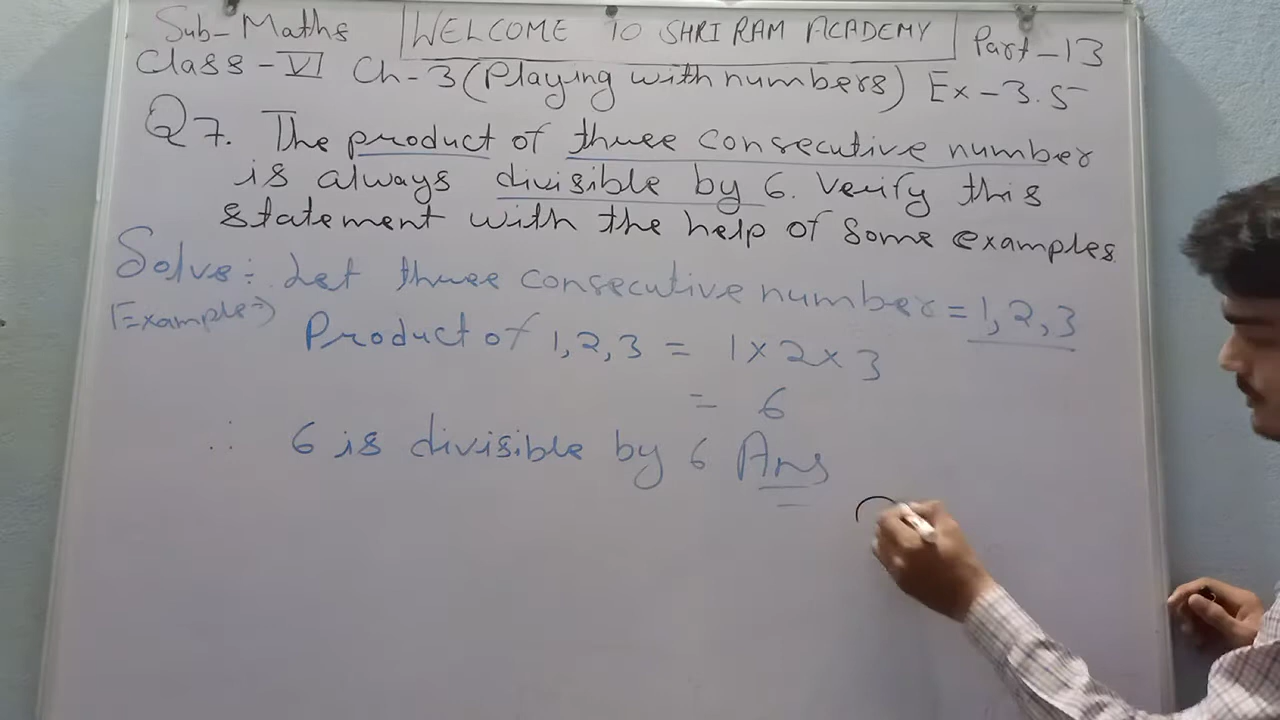 Sub- Maths
WELCOME TO SHRI RAM ACADEMY
Part-13
Class-VI Ch-3 (Playing with numbers) Ex-3.5
Q7. The product of three consecutive number
is always divisible by 6. Verify this
statement with the help of some examples
Solve:- Let three consecutive number = 1,2,3
Example⇒)
Product of 1,2,3 = 1×2×3
= 6
∴ 6 is divisible by 6 Ans